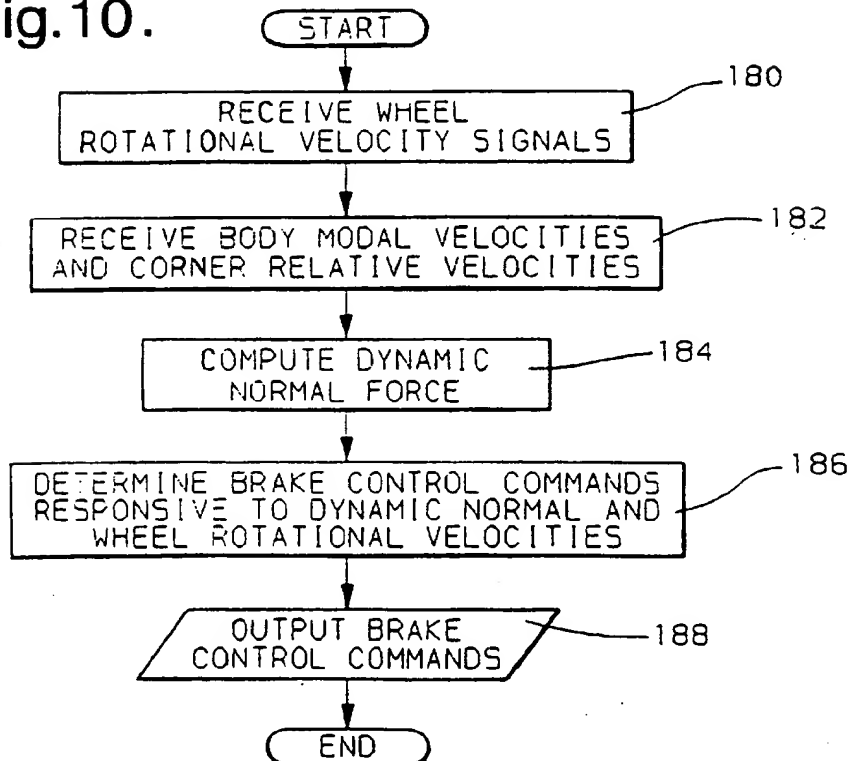 ig.10.
START
180
RECEIVE WHEEL
ROTATIONAL VELOCITY SIGNALS
182
RECEIVE BODY MODAL VELOCITIES
AND CORNER RELATIVE VELOCITIES
184
COMPUTE DYNAMIC
NORMAL FORCE
186
DETERMINE BRAKE CONTROL COMMANDS
RESPONSIVE TO DYNAMIC NORMAL AND
WHEEL ROTATIONAL VELOCITIES
188
OUTPUT BRAKE
CONTROL COMMANDS
END